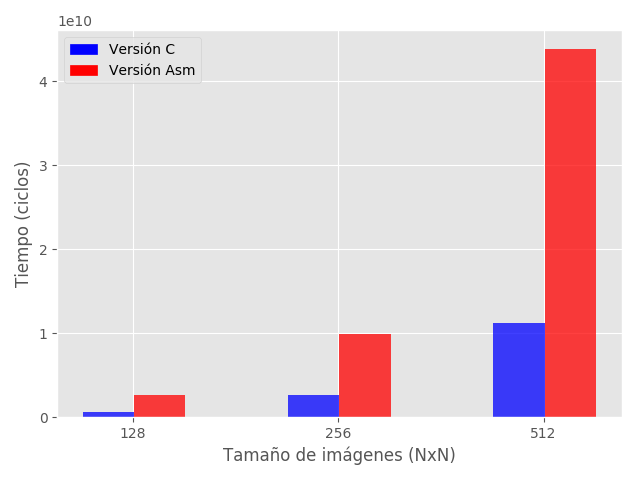 1e10
Versión C
Versión Asm
4
3
2
1
0
Tiempo (ciclos)
128
256
512
Tamaño de imágenes (NxN)